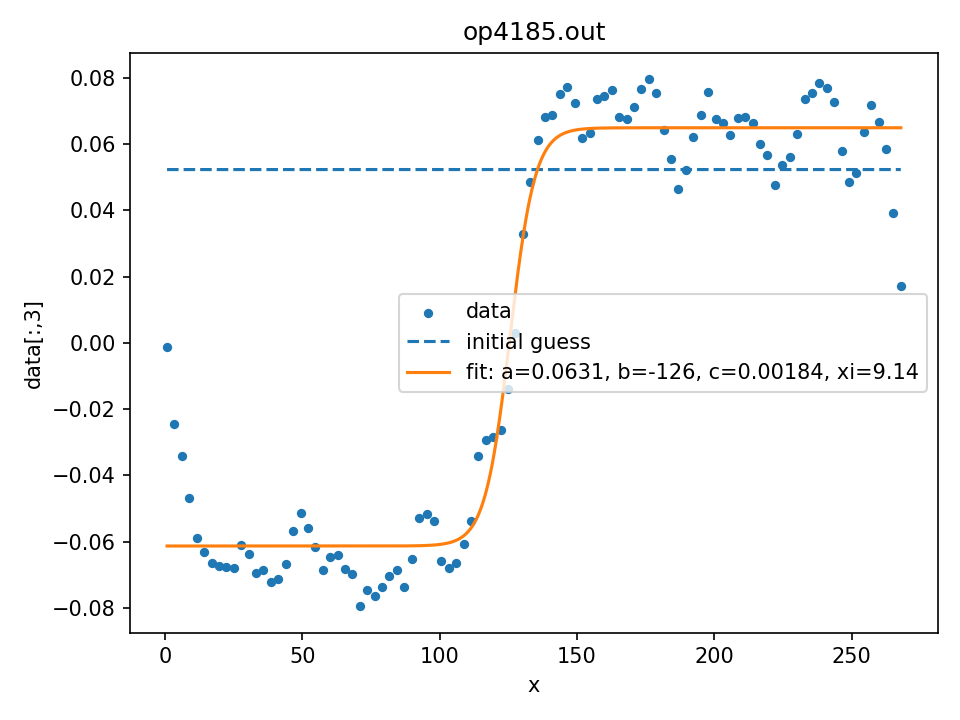 op4185.out
data[:,3]
0.08
0.06
0.04
0.02
0.00
−0.02
−0.04
−0.06
−0.08
data
initial guess
fit: a=0.0631, b=-126, c=0.00184, xi=9.14
0 50 100 150 200 250
x